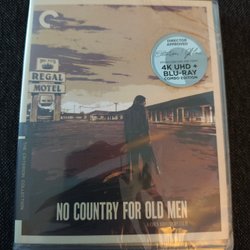 REGAL
MOTEL
DIRECTOR
APPROVED
4K UHD +
BLU-RAY
COMBO EDITION
NO COUNTRY FOR OLD MEN